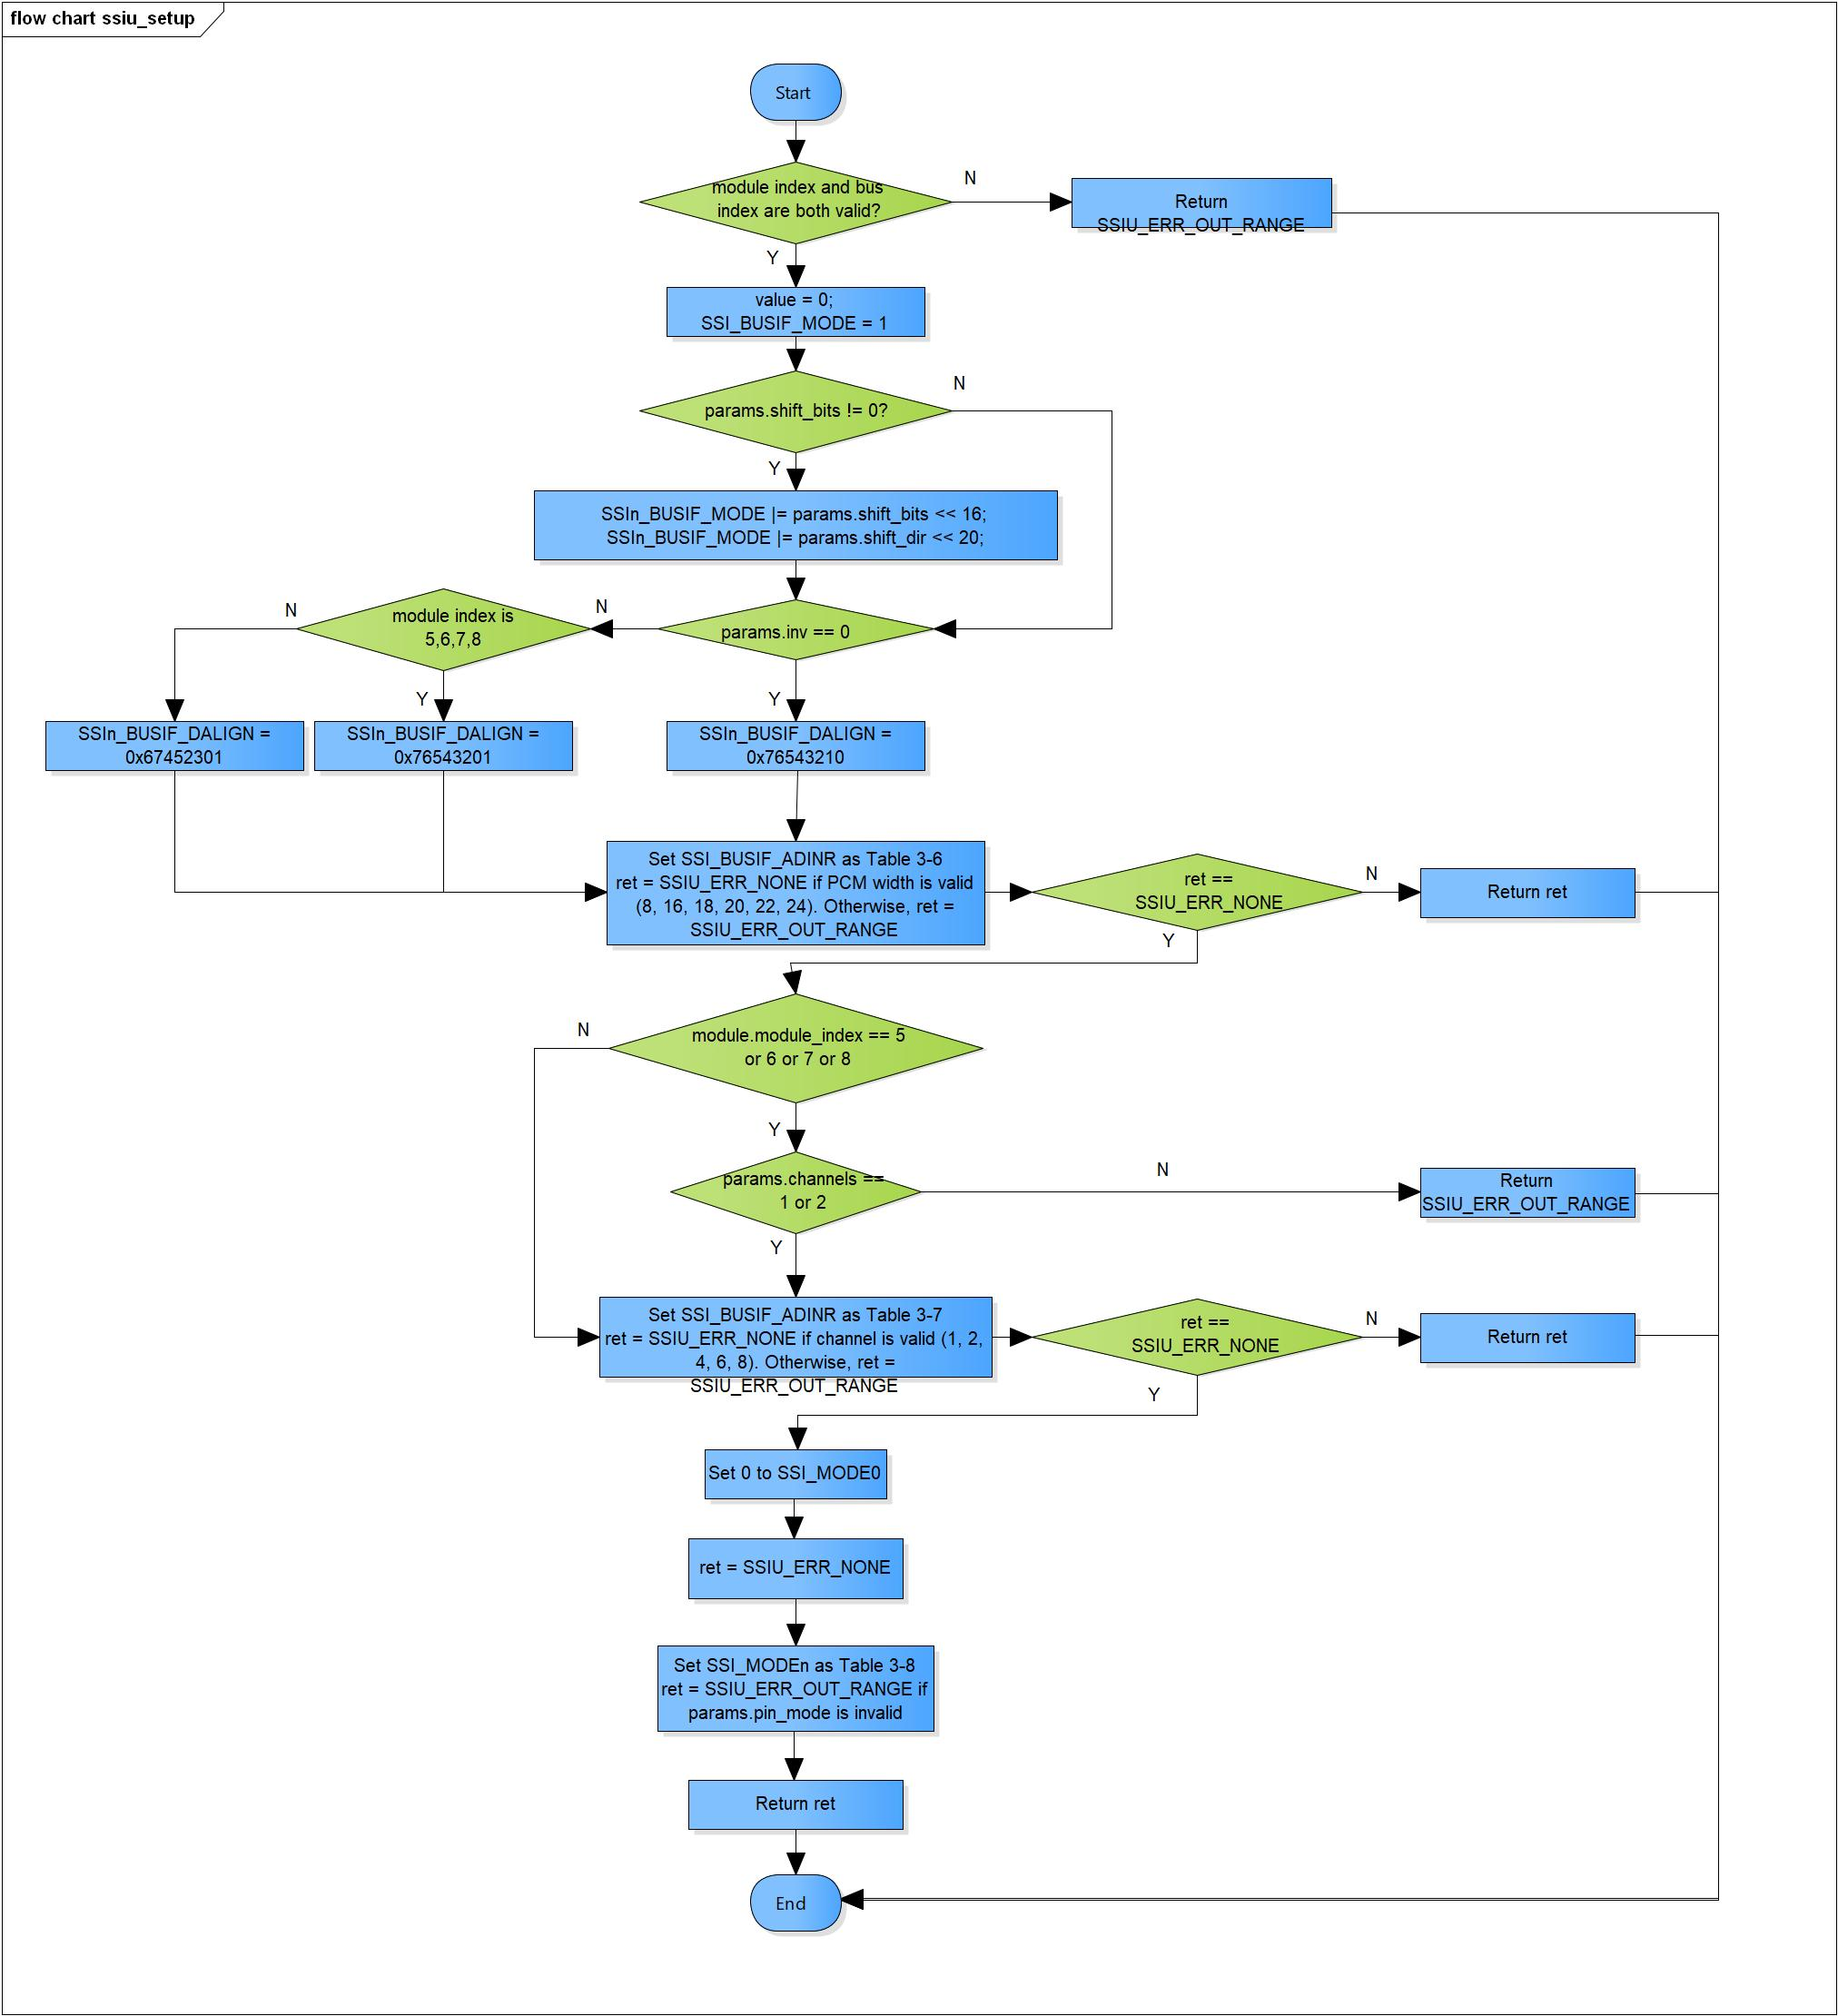 flow chart ssiu_setup
Start
module index and bus
index are both valid?
N
Return
SSIU_ERR_OUT_RANGE
Y
value = 0;
SSI_BUSIF_MODE = 1
params.shift_bits != 0?
N
Y
SSIn_BUSIF_MODE |= params.shift_bits << 16;
SSIn_BUSIF_MODE |= params.shift_dir << 20;
params.inv == 0
N
module index is
5,6,7,8
N
Y
Y
SSIn_BUSIF_DALIGN =
0x67452301
SSIn_BUSIF_DALIGN =
0x76543201
SSIn_BUSIF_DALIGN =
0x76543210
Set SSI_BUSIF_ADINR as Table 3-6
ret = SSIU_ERR_NONE if PCM width is valid
(8, 16, 18, 20, 22, 24). Otherwise, ret =
SSIU_ERR_OUT_RANGE
ret ==
SSIU_ERR_NONE
N
Return ret
Y
module.module_index == 5
or 6 or 7 or 8
N
Y
params.channels ==
1 or 2
N
Return
SSIU_ERR_OUT_RANGE
Y
Set SSI_BUSIF_ADINR as Table 3-7
ret = SSIU_ERR_NONE if channel is valid (1, 2,
4, 6, 8). Otherwise, ret =
SSIU_ERR_OUT_RANGE
ret ==
SSIU_ERR_NONE
N
Return ret
Y
Set 0 to SSI_MODE0
ret = SSIU_ERR_NONE
Set SSI_MODEn as Table 3-8
ret = SSIU_ERR_OUT_RANGE if
params.pin_mode is invalid
Return ret
End